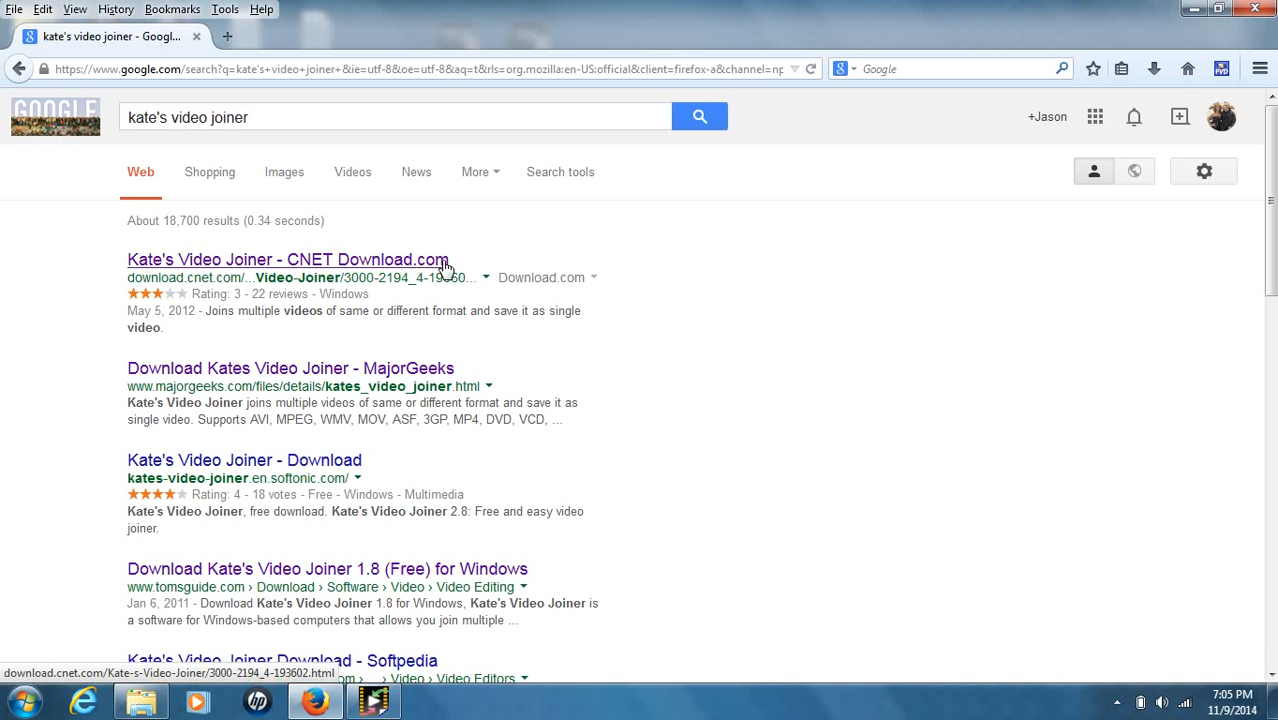 File Edit View History Bookmarks Tools Help
kate's video joiner - Googl...
https://www.google.com/search?q=kate's+video+joiner+&ie=utf-8&oe=utf-8&aq=t&rls=org.mozilla:en-US:official&client=firefox-a&channel=np
Google
GOOGLE
kate's video joiner
+Jason
Web Shopping Images Videos News More Search tools
About 18,700 results (0.34 seconds)
Kate's Video Joiner - CNET Download.com
download.cnet.com/...Video-Joiner/3000-2194_4-19360... Download.com
Rating: 3 - 22 reviews - Windows
May 5, 2012 - Joins multiple videos of same or different format and save it as single
video.
Download Kates Video Joiner - MajorGeeks
www.majorgeeks.com/files/details/kates_video_joiner.html
Kate's Video Joiner joins multiple videos of same or different format and save it as
single video. Supports AVI, MPEG, WMV, MOV, ASF, 3GP, MP4, DVD, VCD, ...
Kate's Video Joiner - Download
kates-video-joiner.en.softonic.com/
Rating: 4 - 18 votes - Free - Windows - Multimedia
Kate's Video Joiner, free download. Kate's Video Joiner 2.8: Free and easy video
joiner.
Download Kate's Video Joiner 1.8 (Free) for Windows
www.tomsguide.com › Download › Software › Video › Video Editing
Jan 6, 2011 - Download Kate's Video Joiner 1.8 for Windows, Kate's Video Joiner is
a software for Windows-based computers that allows you join multiple ...
Kate's Video Joiner Download - Softpedia
download.cnet.com/Kate-s-Video-Joiner/3000-2194_4-193602.html
com › ... › Video › Video Editors
PVD
hp
7:05 PM
11/9/2014